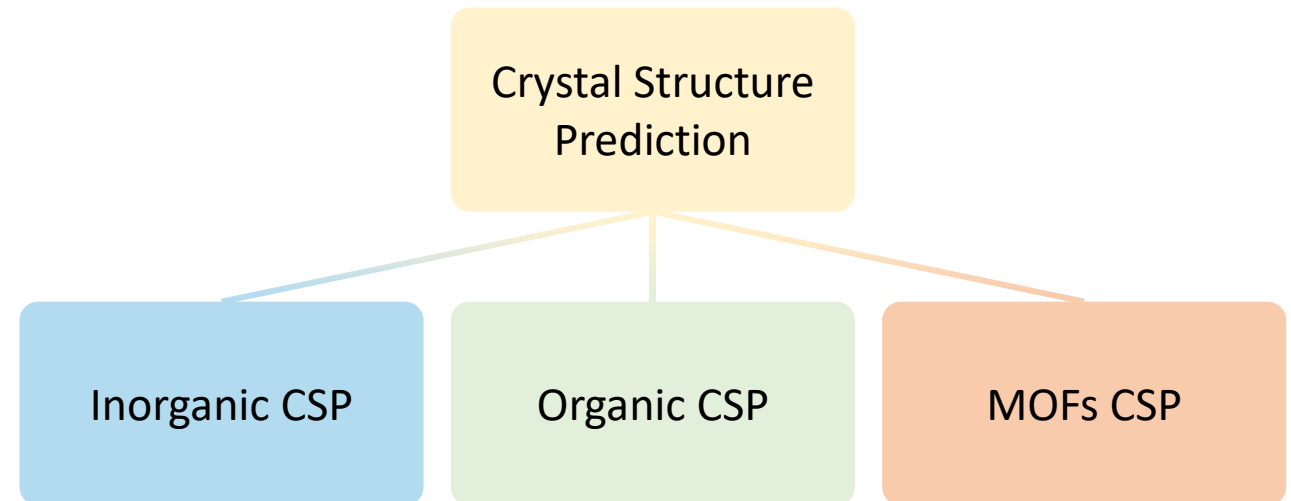 Crystal Structure
Prediction
Inorganic CSP
Organic CSP
MOFs CSP